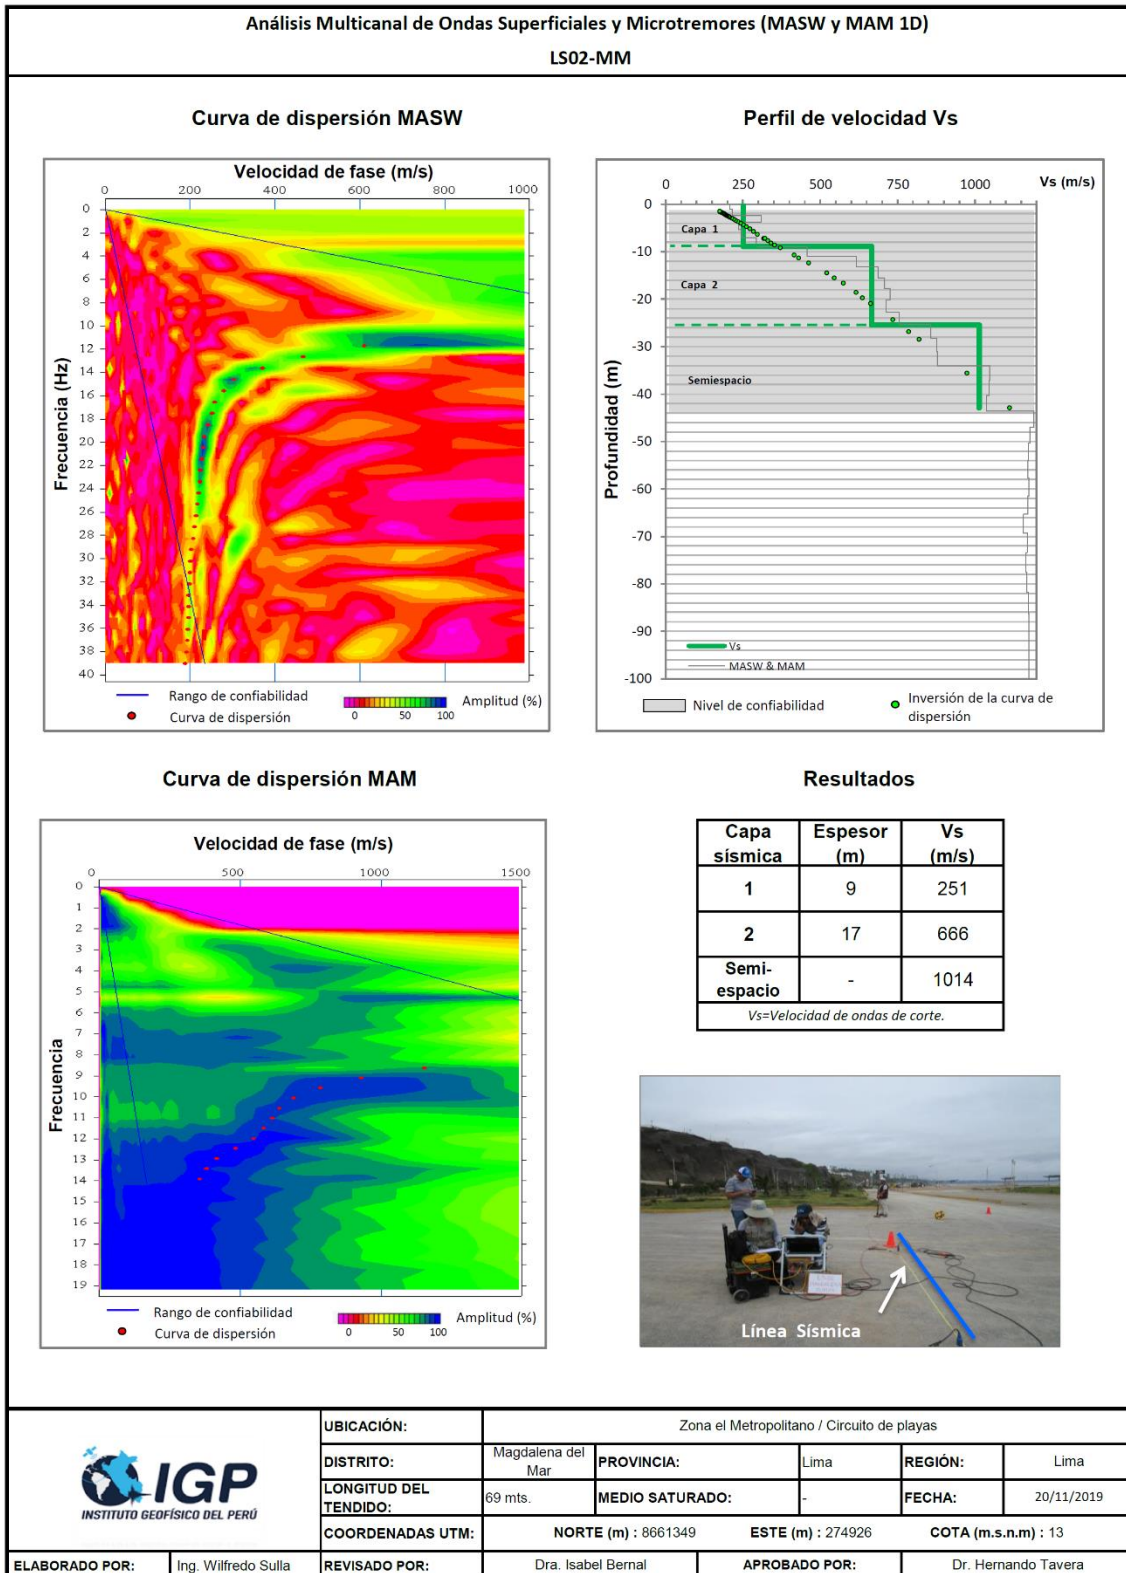 Análisis Multicanal de Ondas Superficiales y Microtremores (MASW y MAM 1D)
LS02-MM
Curva de dispersión MASW
Velocidad de fase (m/s)
0 200 400 600 800 1000
Frecuencia (Hz)
0
2
4
6
8
10
12
14
16
18
20
22
24
26
28
30
32
34
36
38
40
Rango de confiabilidad
Curva de dispersión
0 50 100
Amplitud (%)
Perfil de velocidad Vs
0 250 500 750 1000 Vs (m/s)
Profundidad (m)
0
-10
-20
-30
-40
-50
-60
-70
-80
-90
-100
Capa 1
Capa 2
Semiespacio
Vs
MASW & MAM
Nivel de confiabilidad
Inversión de la curva de
dispersión
Curva de dispersión MAM
Velocidad de fase (m/s)
0 500 1000 1500
Frecuencia
0
1
2
3
4
5
6
7
8
9
10
11
12
13
14
15
16
17
18
19
Rango de confiabilidad
Curva de dispersión
0 50 100
Amplitud (%)
Resultados
Capa sísmica Espesor (m) Vs (m/s)
1 9 251
2 17 666
Semi-espacio - 1014
Vs=Velocidad de ondas de corte.
Línea Sísmica
IGP
INSTITUTO GEOFÍSICO DEL PERÚ
UBICACIÓN: Zona el Metropolitano / Circuito de playas
DISTRITO: Magdalena del Mar PROVINCIA: Lima REGIÓN: Lima
LONGITUD DEL TENDIDO: 69 mts. MEDIO SATURADO: - FECHA: 20/11/2019
COORDENADAS UTM: NORTE (m) : 8661349 ESTE (m) : 274926 COTA (m.s.n.m) : 13
ELABORADO POR: Ing. Wilfredo Sulla REVISADO POR: Dra. Isabel Bernal APROBADO POR: Dr. Hernando Tavera